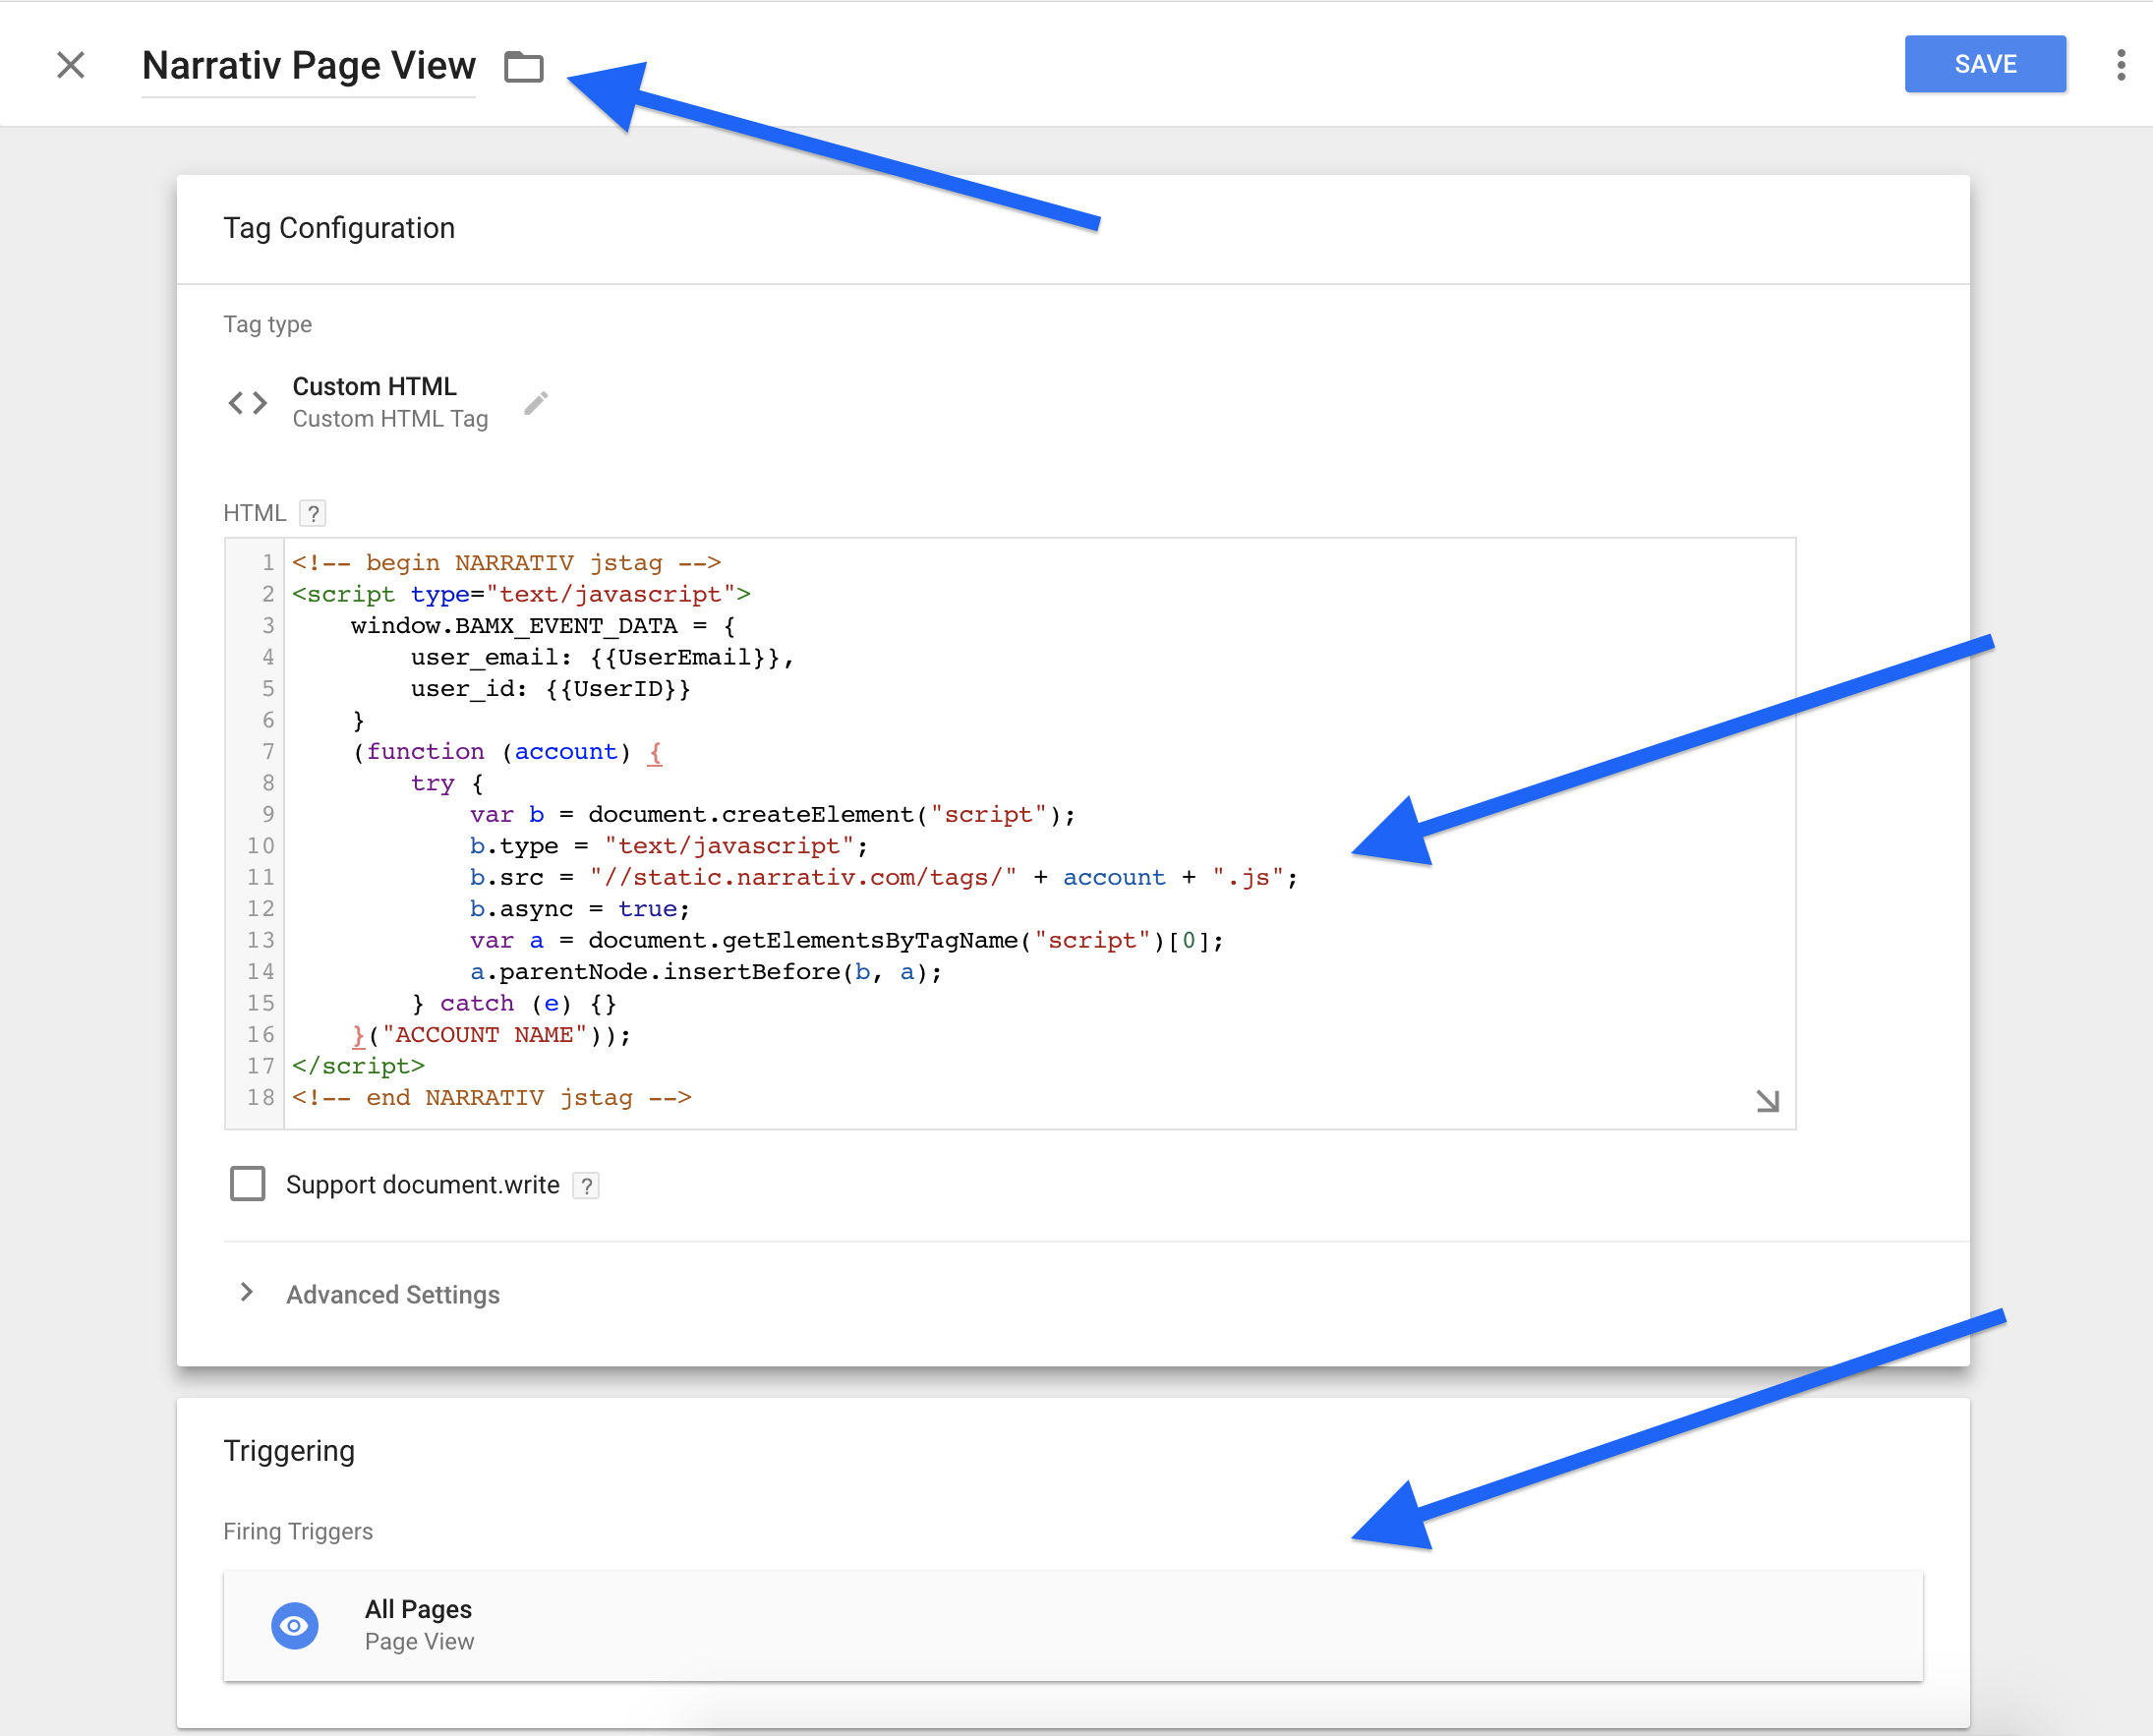 Narrativ Page View
SAVE
Tag Configuration
Tag type
Custom HTML
Custom HTML Tag
HTML ?
1 <!-- begin NARRATIV jstag -->
2 <script type="text/javascript">
3     window.BAMX_EVENT_DATA = {
4         user_email: {{UserEmail}},
5         user_id: {{UserID}}
6     }
7     (function (account) {
8         try {
9             var b = document.createElement("script");
10             b.type = "text/javascript";
11             b.src = "//static.narrativ.com/tags/" + account + ".js";
12             b.async = true;
13             var a = document.getElementsByTagName("script")[0];
14             a.parentNode.insertBefore(b, a);
15         } catch (e) {}
16     }("ACCOUNT NAME"));
17 </script>
18 <!-- end NARRATIV jstag -->
Support document.write ?
Advanced Settings
Triggering
Firing Triggers
All Pages
Page View